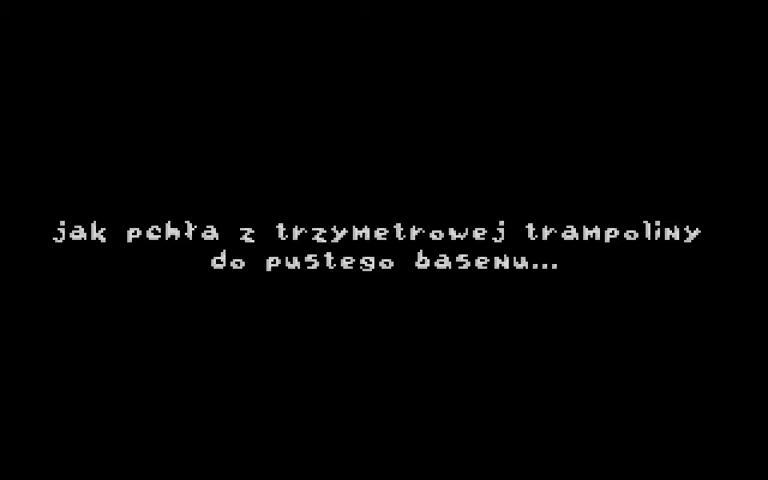 jak pchła z trzymetrowej trampoliny
do pustego basenu...